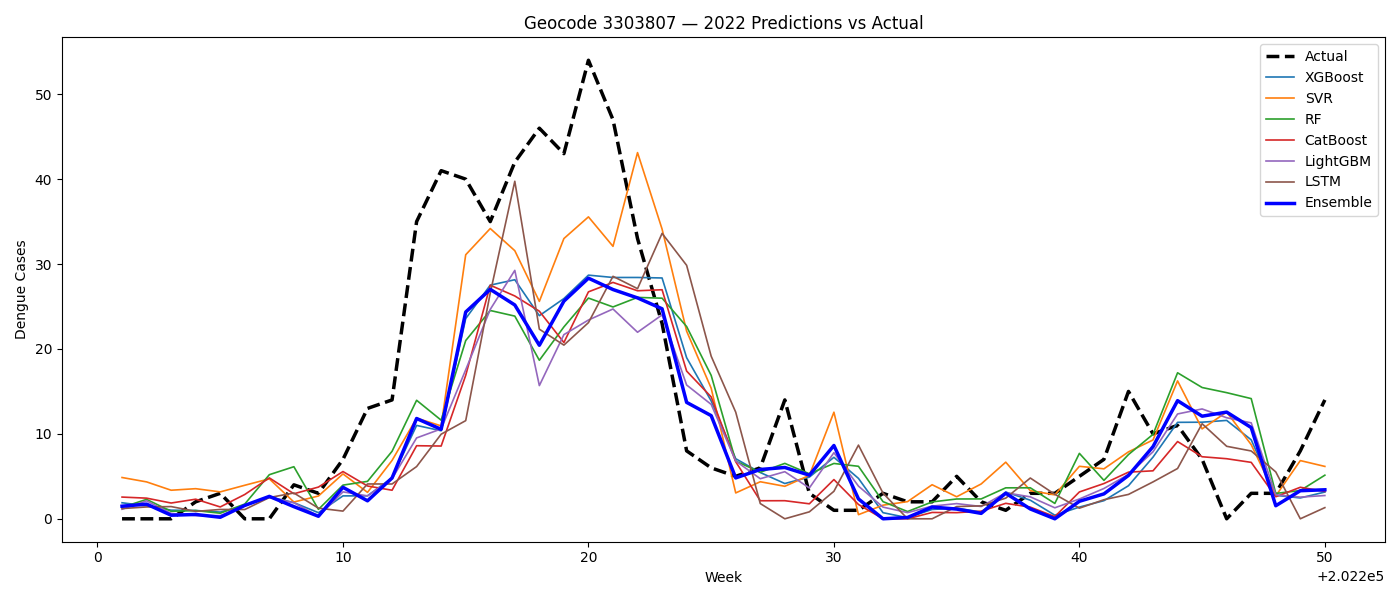 Geocode 3303807 — 2022 Predictions vs Actual
Dengue Cases
50
40
30
20
10
0
0
10
20
30
40
50
+2.022e5
Week
Actual
XGBoost
SVR
RF
CatBoost
LightGBM
LSTM
Ensemble